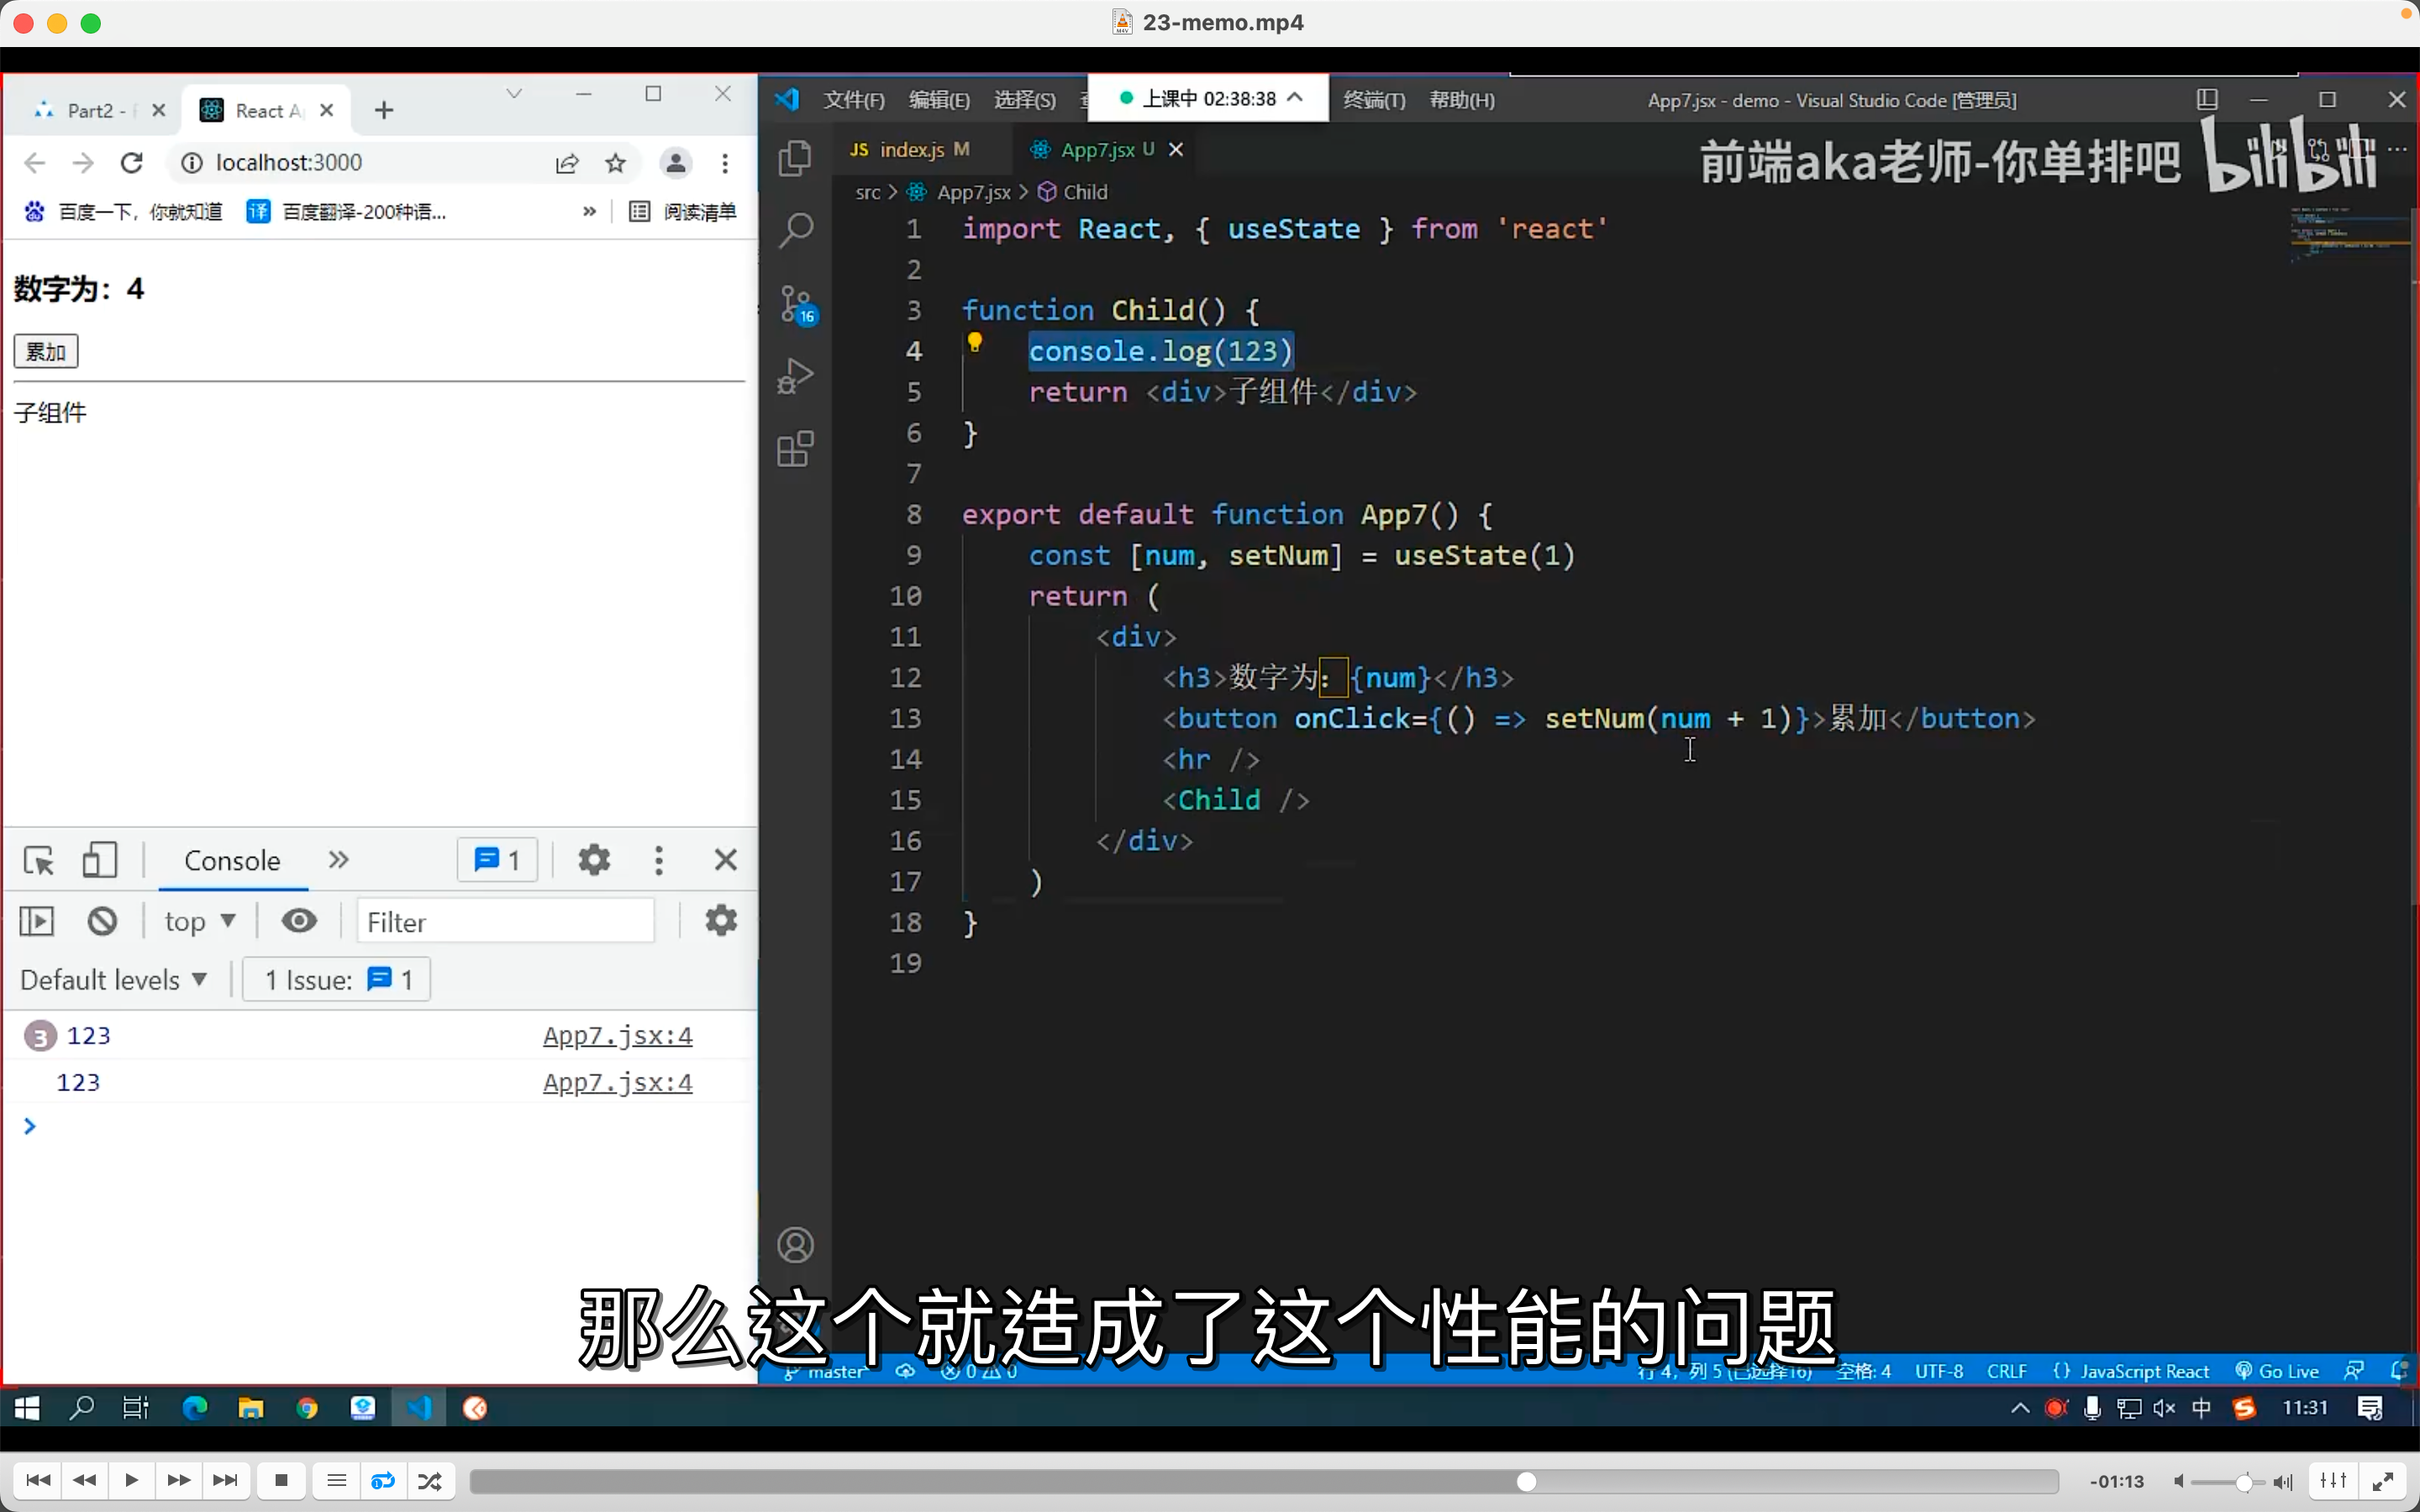 23-memo.mp4
Part2 -
React A
localhost:3000
百度一下，你就知道
译 百度翻译-200种语...
»
阅读清单
数字为：4
累加
子组件
Console
1
top
Filter
Default levels
1 Issue: 1
3 123 App7.jsx:4
123 App7.jsx:4
文件(F) 编辑(E) 选择(S)
上课中 02:38:38
终端(T) 帮助(H)
App7.jsx - demo - Visual Studio Code [管理员]
JS index.js M
App7.jsx U
前端aka老师-你单排吧 bilibili
src > App7.jsx > Child
16
1 import React, { useState } from 'react'
2
3 function Child() {
4 console.log(123)
5 return <div>子组件</div>
6 }
7
8 export default function App7() {
9 const [num, setNum] = useState(1)
10 return (
11 <div>
12 <h3>数字为：{num}</h3>
13 <button onClick={() => setNum(num + 1)}>累加</button>
14 <hr />
15 <Child />
16 </div>
17 )
18 }
19
那么这个就造成了这个性能的问题
master 0 0
行 4，列 5 (已选择16) 空格: 4 UTF-8 CRLF {} JavaScript React Go Live
中 11:31
-01:13